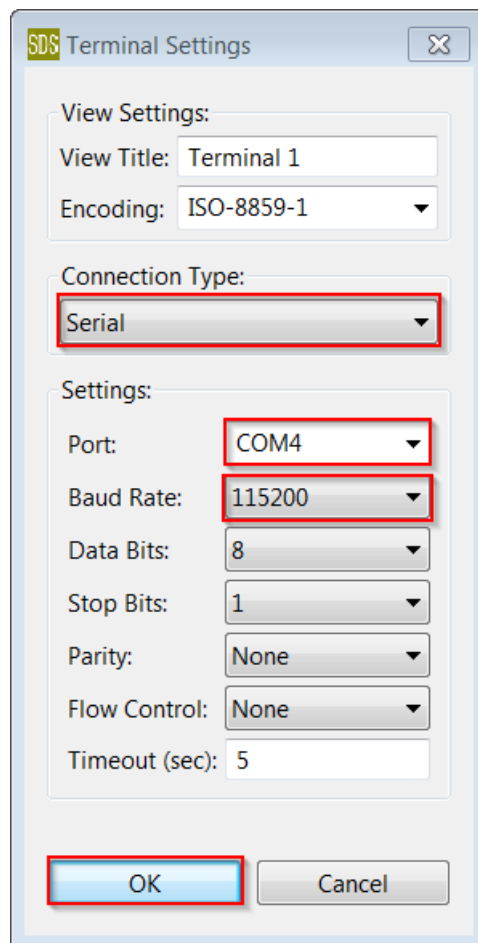 SDS Terminal Settings
View Settings:
View Title: Terminal 1
Encoding: ISO-8859-1
Connection Type:
Serial
Settings:
Port: COM4
Baud Rate: 115200
Data Bits: 8
Stop Bits: 1
Parity: None
Flow Control: None
Timeout (sec): 5
OK Cancel